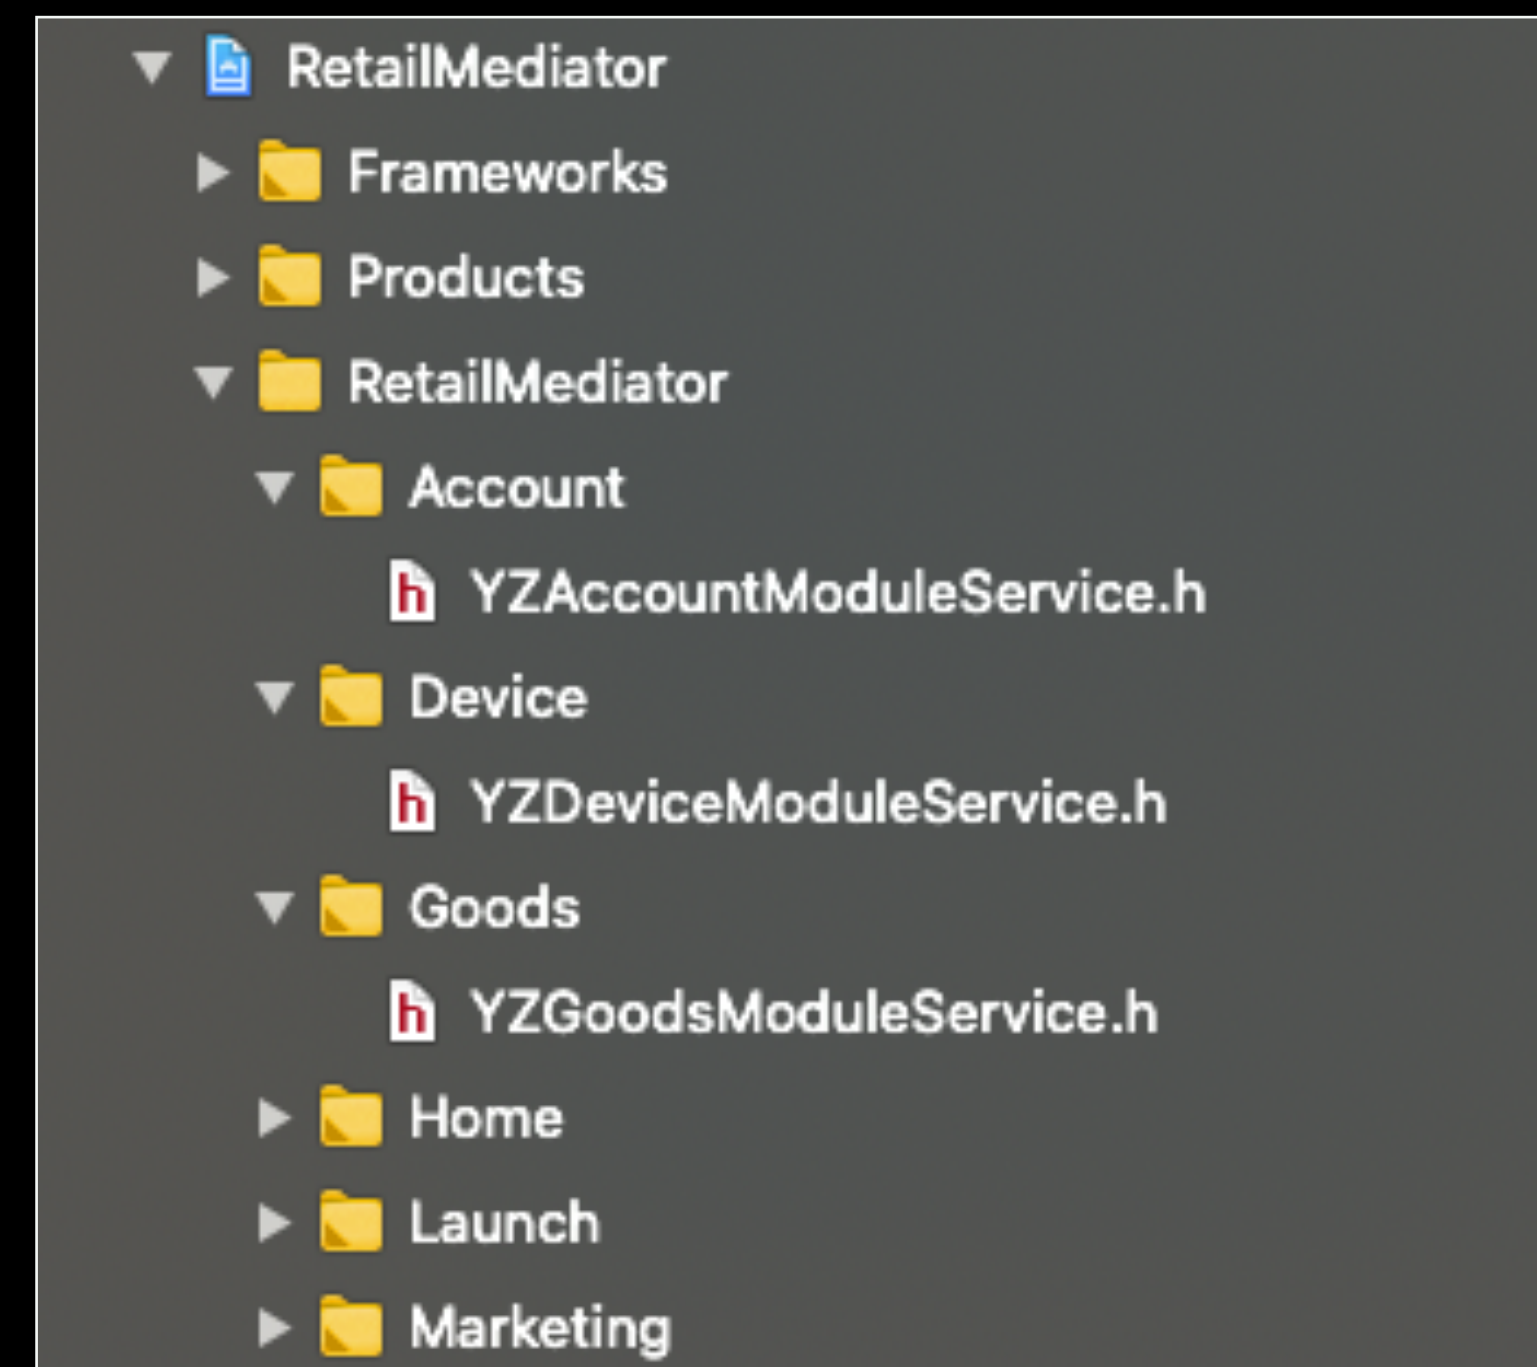 RetailMediator
Frameworks
Products
RetailMediator
Account
h YZAccountModuleService.h
Device
h YZDeviceModuleService.h
Goods
h YZGoodsModuleService.h
Home
Launch
Marketing